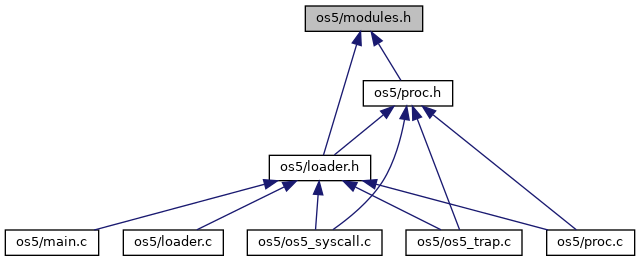 os5/modules.h
os5/proc.h
os5/loader.h
os5/main.c
os5/loader.c
os5/os5_syscall.c
os5/os5_trap.c
os5/proc.c